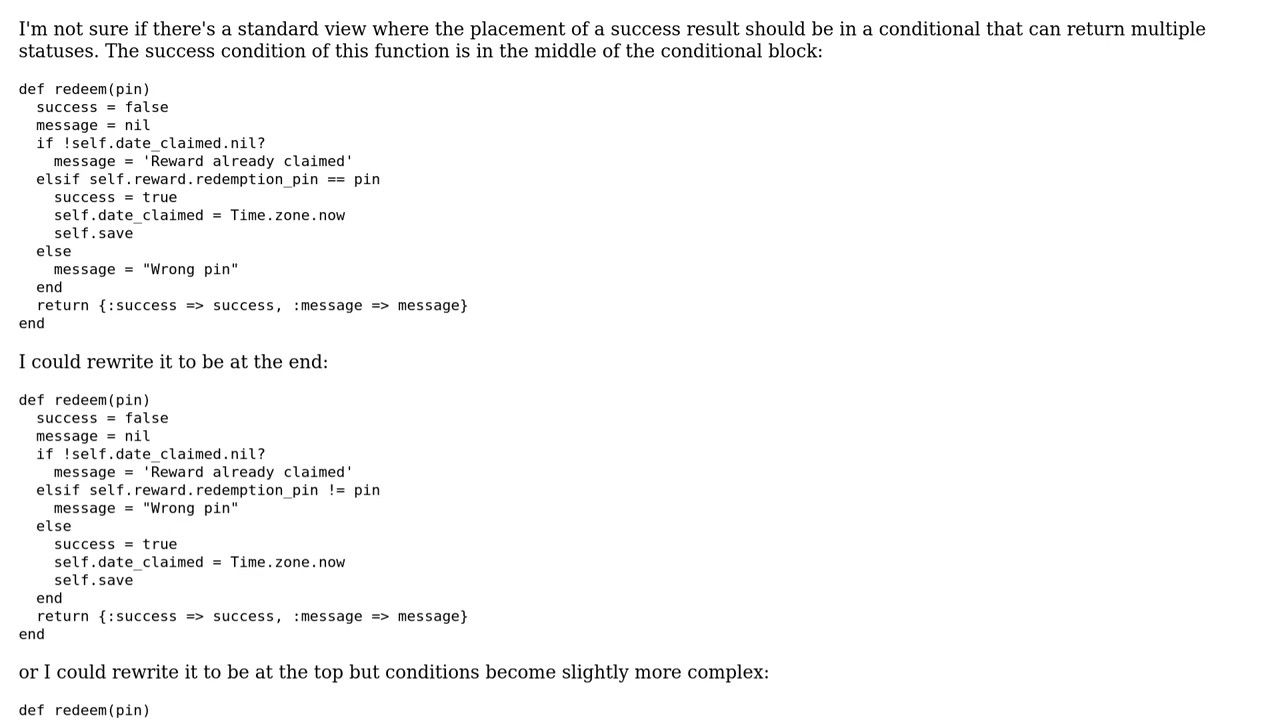 I'm not sure if there's a standard view where the placement of a success result should be in a conditional that can return multiple
statuses. The success condition of this function is in the middle of the conditional block:
def redeem(pin)
  success = false
  message = nil
  if !self.date_claimed.nil?
    message = 'Reward already claimed'
  elsif self.reward.redemption_pin == pin
    success = true
    self.date_claimed = Time.zone.now
    self.save
  else
    message = "Wrong pin"
  end
  return {:success => success, :message => message}
end
I could rewrite it to be at the end:
def redeem(pin)
  success = false
  message = nil
  if !self.date_claimed.nil?
    message = 'Reward already claimed'
  elsif self.reward.redemption_pin != pin
    message = "Wrong pin"
  else
    success = true
    self.date_claimed = Time.zone.now
    self.save
  end
  return {:success => success, :message => message}
end
or I could rewrite it to be at the top but conditions become slightly more complex:
def redeem(pin)